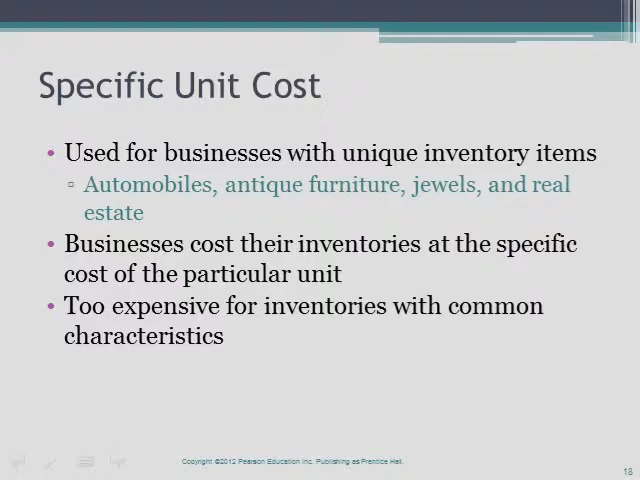 Specific Unit Cost
• Used for businesses with unique inventory items
▫ Automobiles, antique furniture, jewels, and real
estate
• Businesses cost their inventories at the specific
cost of the particular unit
• Too expensive for inventories with common
characteristics
Copyright ©2012 Pearson Education Inc. Publishing as Prentice Hall.
18